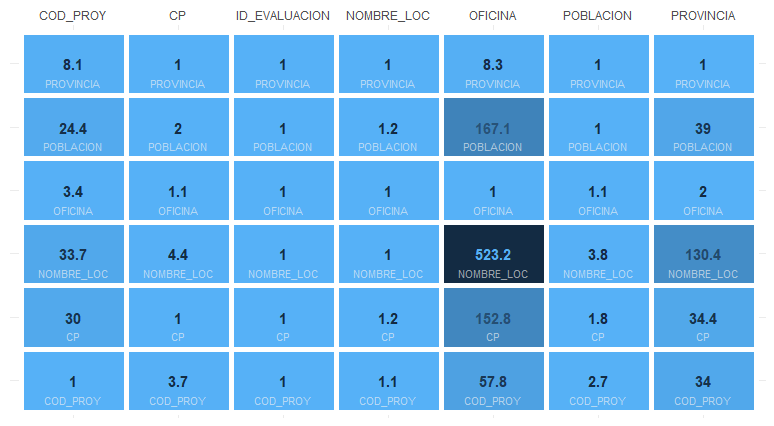 COD_PROY CP ID_EVALUACION NOMBRE_LOC OFICINA POBLACION PROVINCIA
8.1 1 1 1 8.3 1 1
PROVINCIA PROVINCIA PROVINCIA PROVINCIA PROVINCIA PROVINCIA PROVINCIA
24.4 2 1 1.2 167.1 1 39
POBLACION POBLACION POBLACION POBLACION POBLACION POBLACION POBLACION
3.4 1.1 1 1 1 1.1 2
OFICINA OFICINA OFICINA OFICINA OFICINA OFICINA OFICINA
33.7 4.4 1 1 523.2 3.8 130.4
NOMBRE_LOC NOMBRE_LOC NOMBRE_LOC NOMBRE_LOC NOMBRE_LOC NOMBRE_LOC NOMBRE_LOC
30 1 1 1.2 152.8 1.8 34.4
CP CP CP CP CP CP CP
1 3.7 1 1.1 57.8 2.7 34
COD_PROY COD_PROY COD_PROY COD_PROY COD_PROY COD_PROY COD_PROY